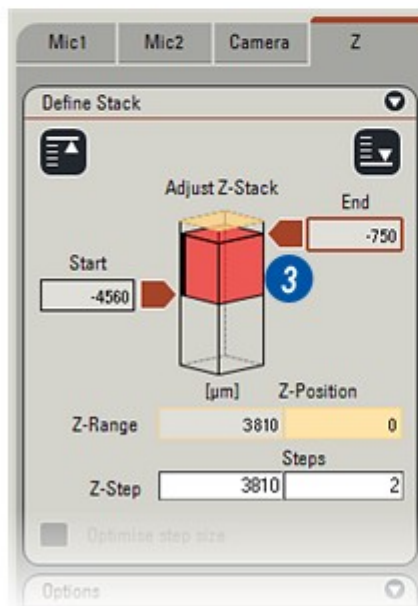 Mic1 Mic2 Camera Z
Define Stack
Adjust Z-Stack
End
-750
Start
-4560
3
[µm] Z-Position
Z-Range 3810 0
Steps
Z-Step 3810 2
Optimise step size
Options